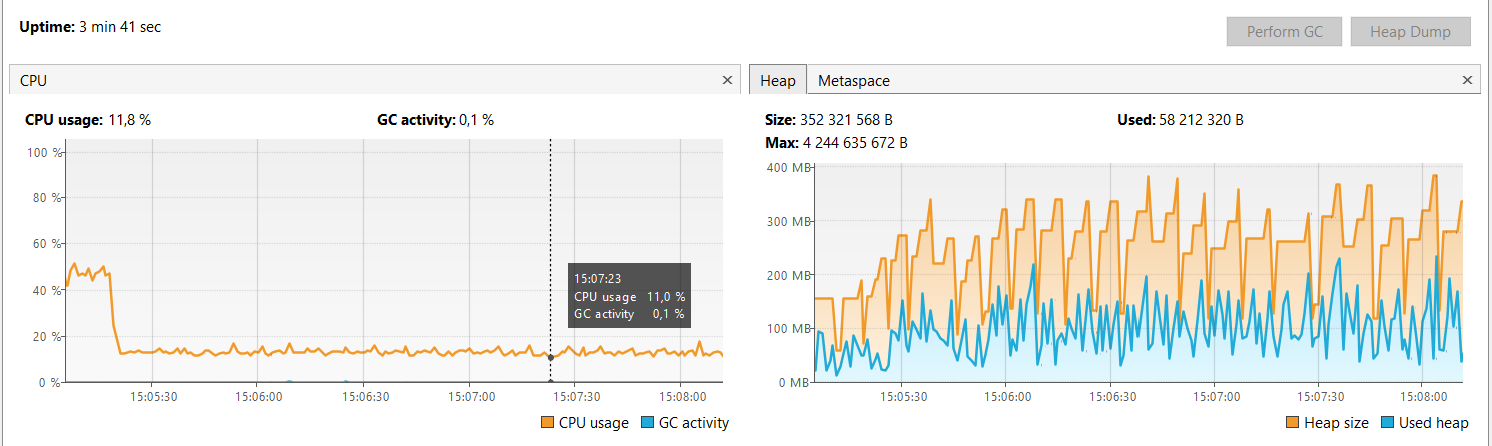 Uptime: 3 min 41 sec
Perform GC
Heap Dump
CPU
CPU usage: 11,8 %
GC activity: 0,1 %
100 %
80 %
60 %
40 %
20 %
0 %
15:07:23
CPU usage 11,0 %
GC activity 0,1 %
15:05:30 15:06:00 15:06:30 15:07:00 15:07:30 15:08:00
CPU usage GC activity
Heap Metaspace
Size: 352 321 568 B
Used: 58 212 320 B
Max: 4 244 635 672 B
400 MB
300 MB
200 MB
100 MB
0 MB
15:05:30 15:06:00 15:06:30 15:07:00 15:07:30 15:08:00
Heap size Used heap